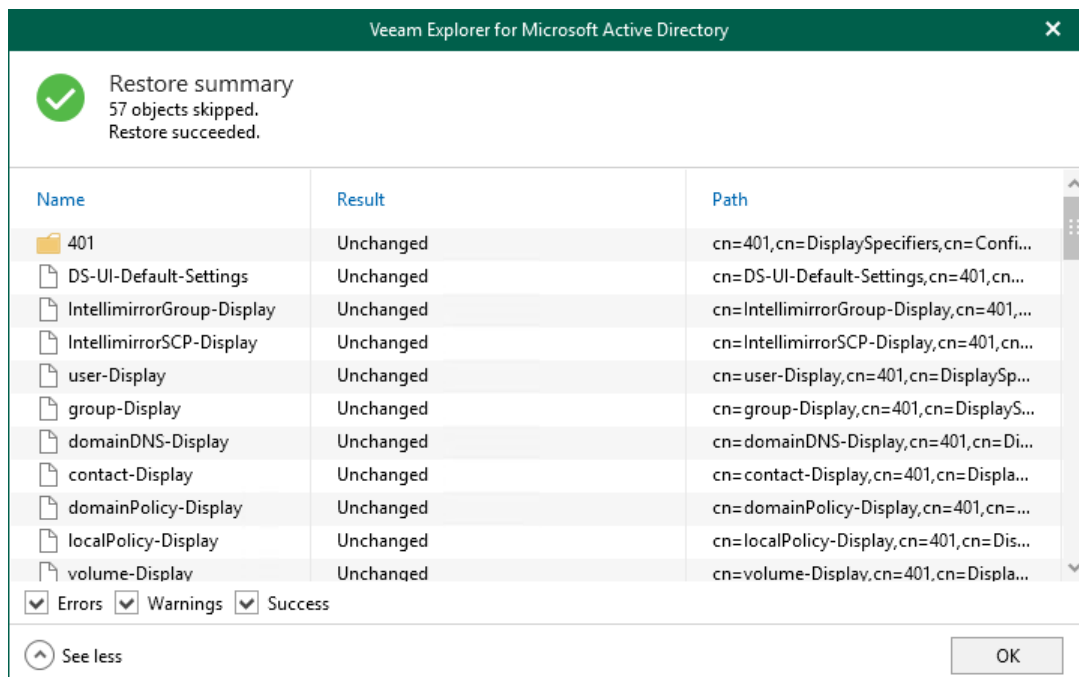 Veeam Explorer for Microsoft Active Directory
Restore summary
57 objects skipped.
Restore succeeded.
Name Result Path
401 Unchanged cn=401,cn=DisplaySpecifiers,cn=Confi...
DS-UI-Default-Settings Unchanged cn=DS-UI-Default-Settings,cn=401,cn...
IntellimirrorGroup-Display Unchanged cn=IntellimirrorGroup-Display,cn=401,...
IntellimirrorSCP-Display Unchanged cn=IntellimirrorSCP-Display,cn=401,cn...
user-Display Unchanged cn=user-Display,cn=401,cn=DisplaySp...
group-Display Unchanged cn=group-Display,cn=401,cn=DisplayS...
domainDNS-Display Unchanged cn=domainDNS-Display,cn=401,cn=Di...
contact-Display Unchanged cn=contact-Display,cn=401,cn=Displa...
domainPolicy-Display Unchanged cn=domainPolicy-Display,cn=401,cn=...
localPolicy-Display Unchanged cn=localPolicy-Display,cn=401,cn=Dis...
volume-Display Unchanged cn=volume-Display,cn=401,cn=Displa...
Errors Warnings Success
See less OK